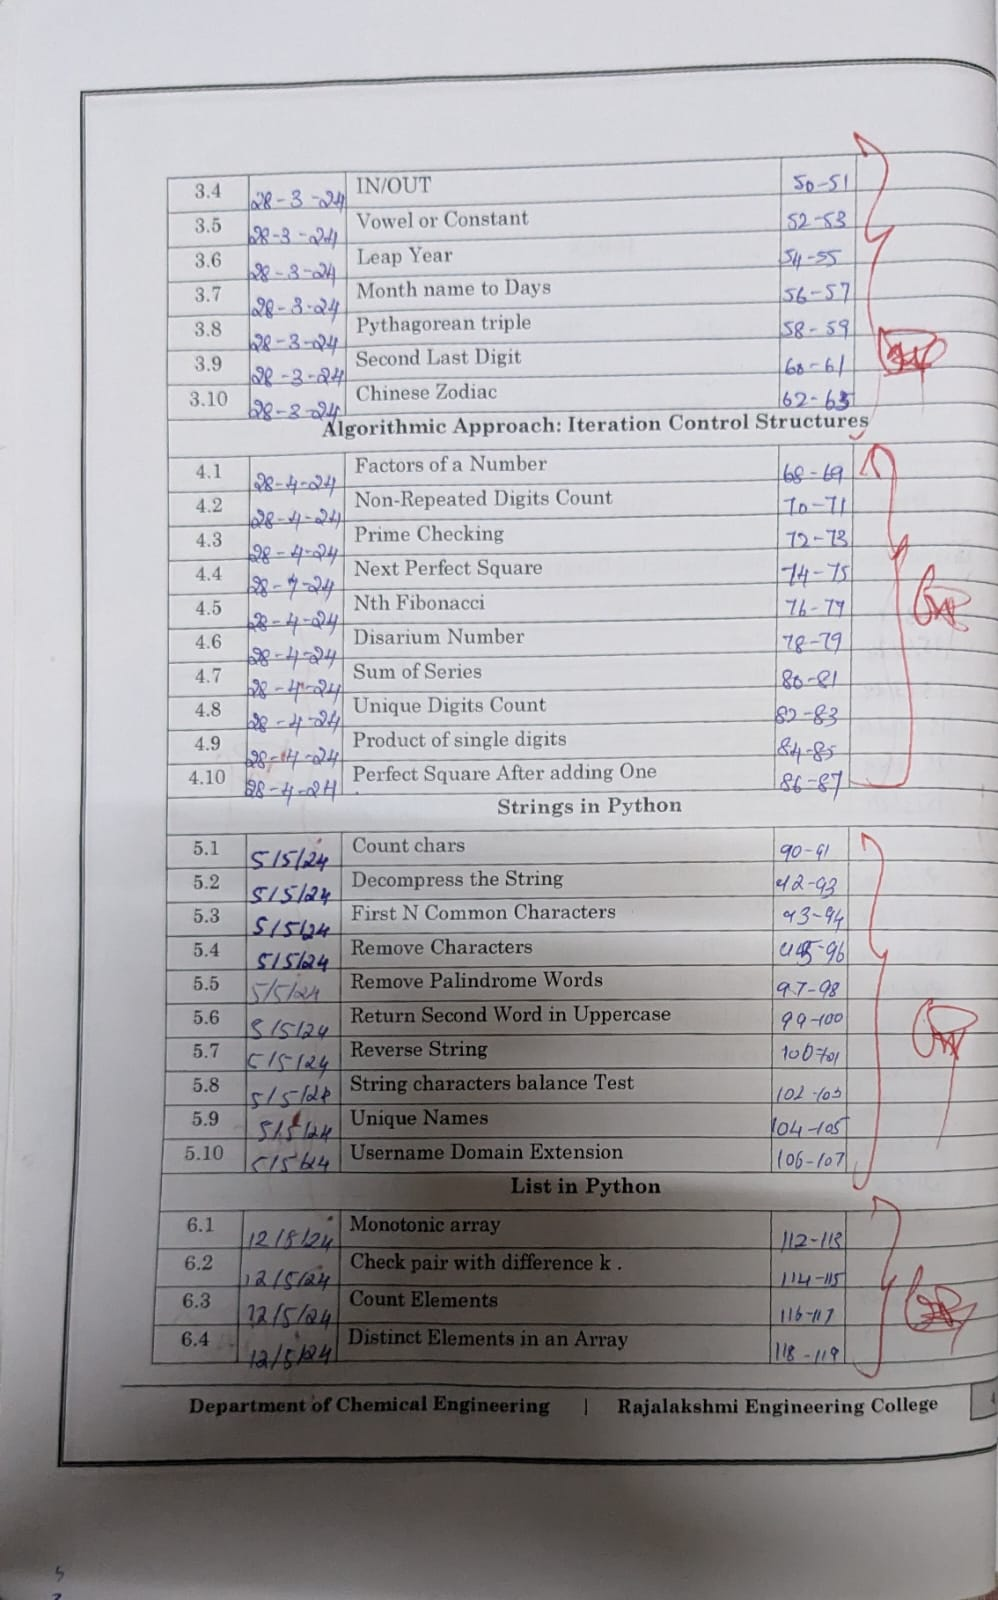 3.4 28-3-24 IN/OUT 50-51
3.5 28-3-24 Vowel or Constant 52-53
3.6 28-3-24 Leap Year 54-55
3.7 28-3-24 Month name to Days 56-57
3.8 28-3-24 Pythagorean triple 58-59
3.9 28-3-24 Second Last Digit 60-61
3.10 28-3-24 Chinese Zodiac 62-63
Algorithmic Approach: Iteration Control Structures
4.1 28-4-24 Factors of a Number 68-69
4.2 28-4-24 Non-Repeated Digits Count 70-71
4.3 28-4-24 Prime Checking 72-73
4.4 Next Perfect Square 74-75
4.5 28-4-24 Nth Fibonacci
4.6 28-4-24 Disarium Number 78-79
4.7 28-4-24 Sum of Series 80-81
4.8 28-4-24 Unique Digits Count 82-83
4.9 28-4-24 Product of single digits 84-85
4.10 28-4-24 Perfect Square After adding One 86-87
Strings in Python
5.1 5/5/24 Count chars 90-91
5.2 5/5/24 Decompress the String 92-93
5.3 5/5/24 First N Common Characters 93-94
5.4 5/5/24 Remove Characters
5.5 5/5/24 Remove Palindrome Words 97-98
5.6 5/5/24 Return Second Word in Uppercase 99-100
5.7 5/5/24 Reverse String
5.8 5/5/24 String characters balance Test 102-103
5.9 5/5/24 Unique Names 104-105
5.10 5/5/24 Username Domain Extension 106-107
List in Python
6.1 12/5/24 Monotonic array 112-113
6.2 12/5/24 Check pair with difference k . 114-115
6.3 12/5/24 Count Elements 116-117
6.4 12/5/24 Distinct Elements in an Array 118-119
Department of Chemical Engineering | Rajalakshmi Engineering College